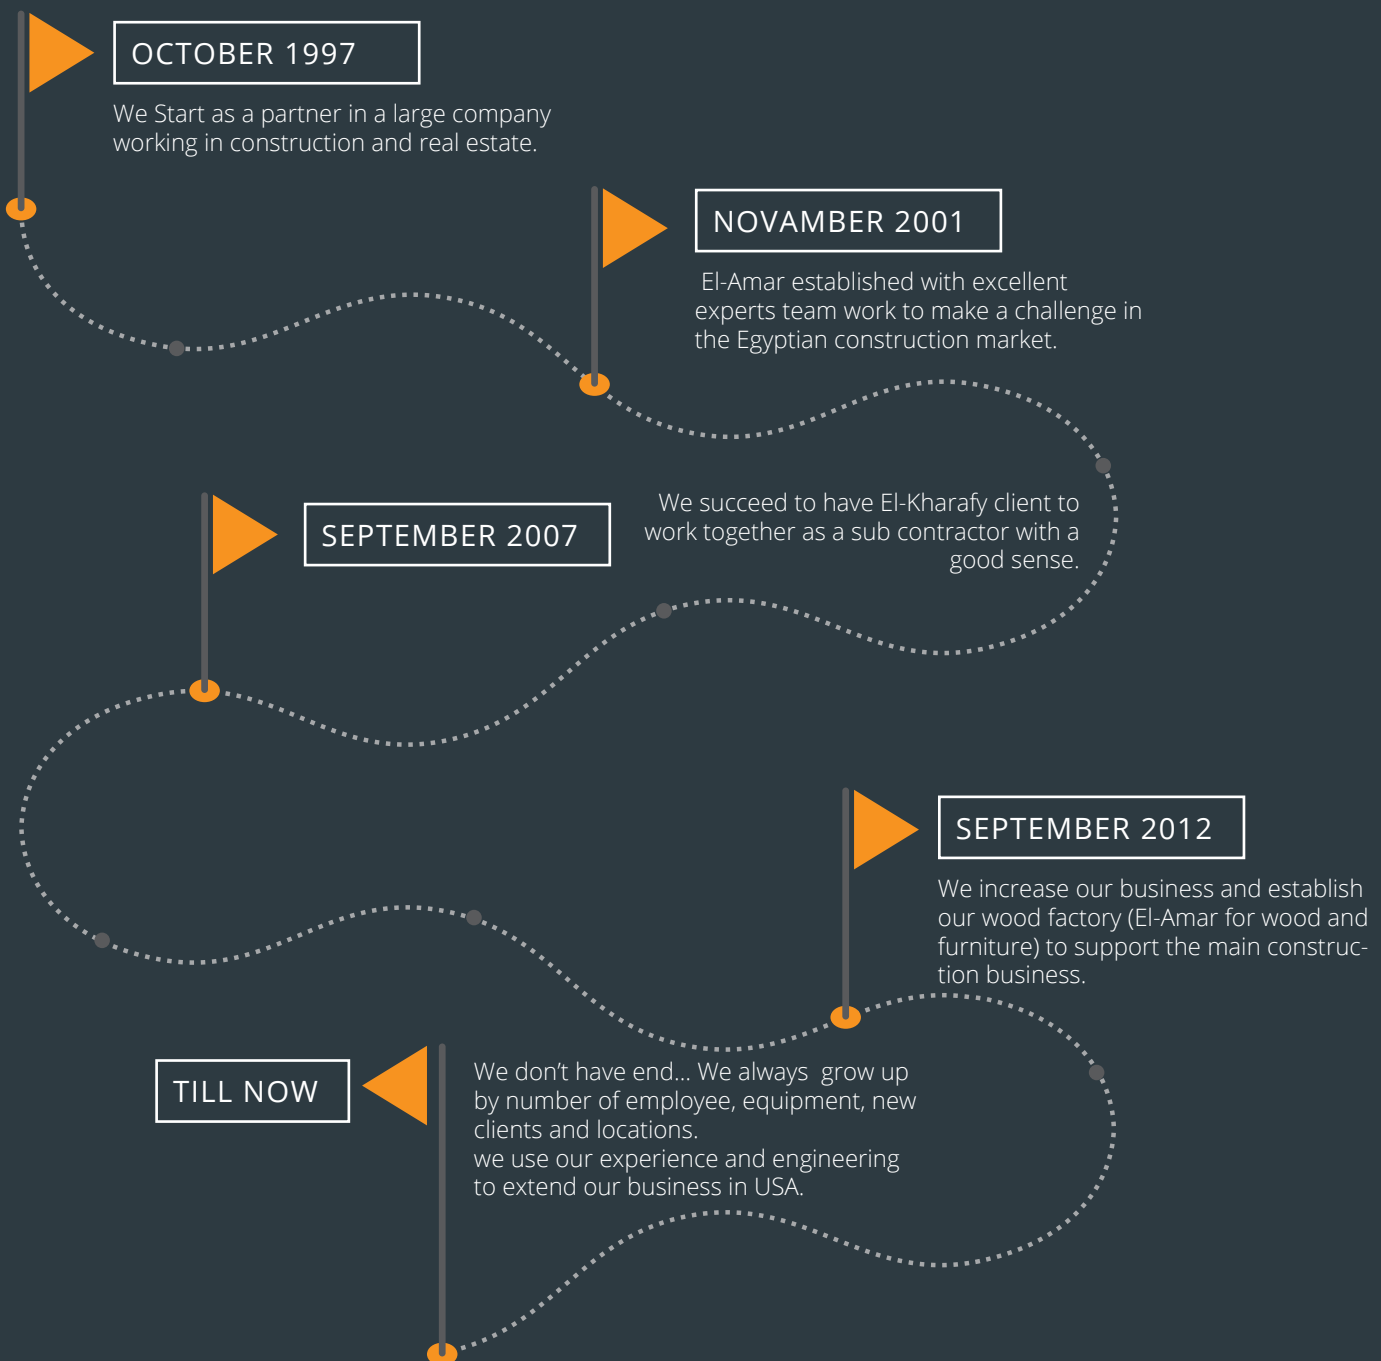 OCTOBER 1997
We Start as a partner in a large company
working in construction and real estate.
NOVAMBER 2001
El-Amar established with excellent
experts team work to make a challenge in
the Egyptian construction market.
SEPTEMBER 2007
We succeed to have El-Kharafy client to
work together as a sub contractor with a
good sense.
SEPTEMBER 2012
We increase our business and establish
our wood factory (El-Amar for wood and
furniture) to support the main construc-
tion business.
TILL NOW
We don’t have end... We always  grow up
by number of employee, equipment, new
clients and locations.
we use our experience and engineering
to extend our business in USA.